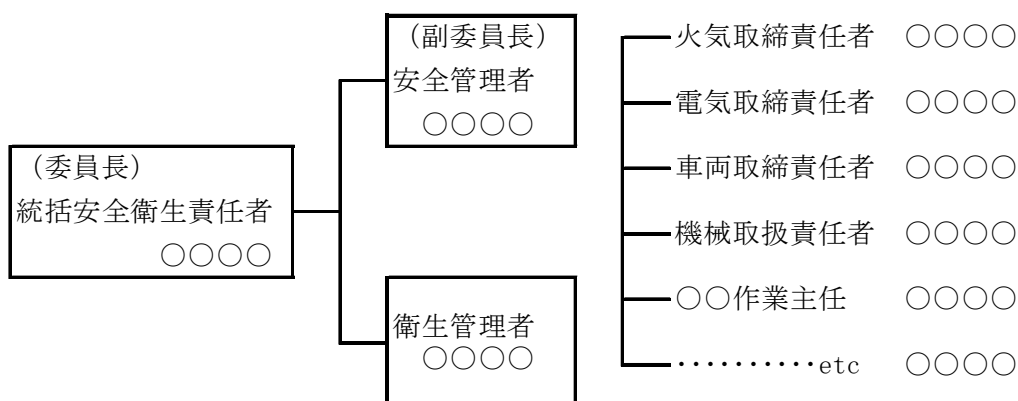 （委員長）
統括安全衛生責任者
○○○○
（副委員長）
安全管理者
○○○○
衛生管理者
○○○○
火気取締責任者 ○○○○
電気取締責任者 ○○○○
車両取締責任者 ○○○○
機械取扱責任者 ○○○○
○○作業主任 ○○○○
・・・・・・・・・・etc ○○○○